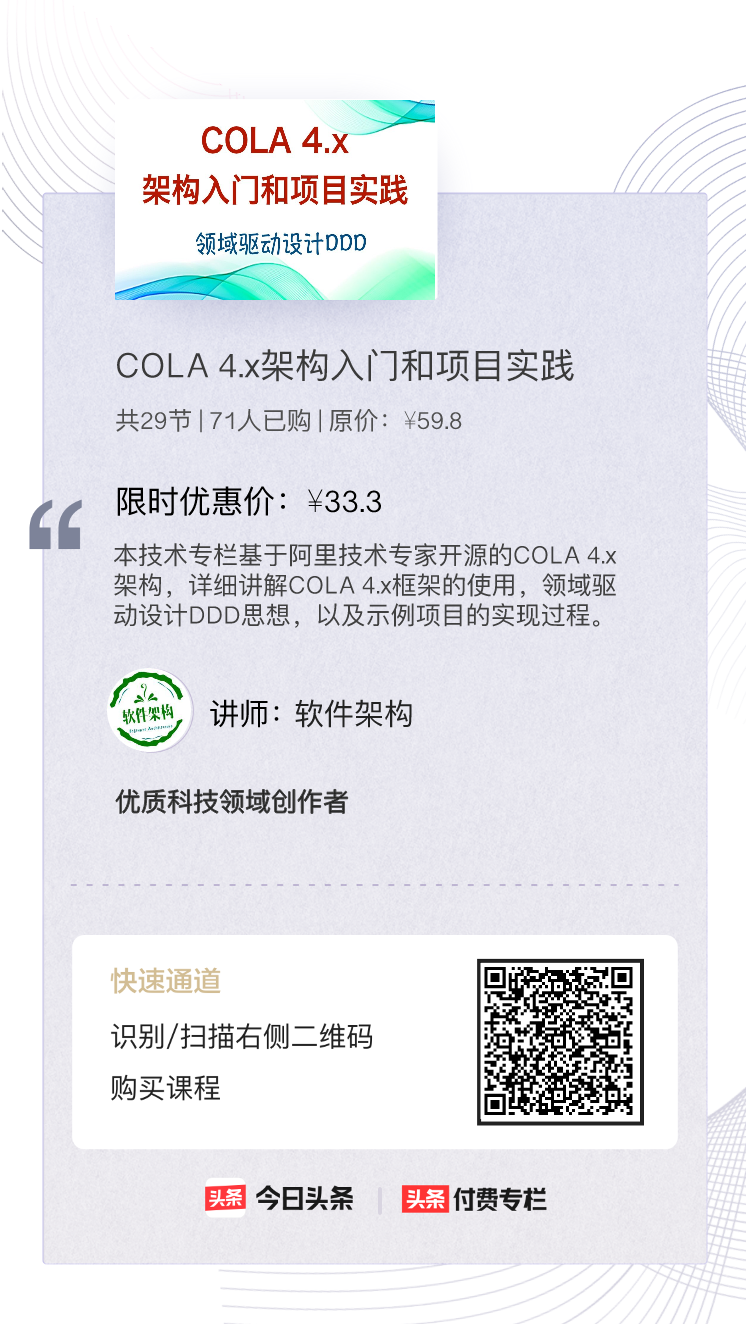 COLA 4.x
架构入门和项目实践
领域驱动设计DDD
COLA 4.x架构入门和项目实践
共29节 | 71人已购 | 原价：¥59.8
限时优惠价：¥33.3
本技术专栏基于阿里技术专家开源的COLA 4.x
架构，详细讲解COLA 4.x框架的使用，领域驱
动设计DDD思想，以及示例项目的实现过程。
软件架构
讲师：软件架构
优质科技领域创作者
快速通道
识别/扫描右侧二维码
购买课程
头条 今日头条 | 头条 付费专栏